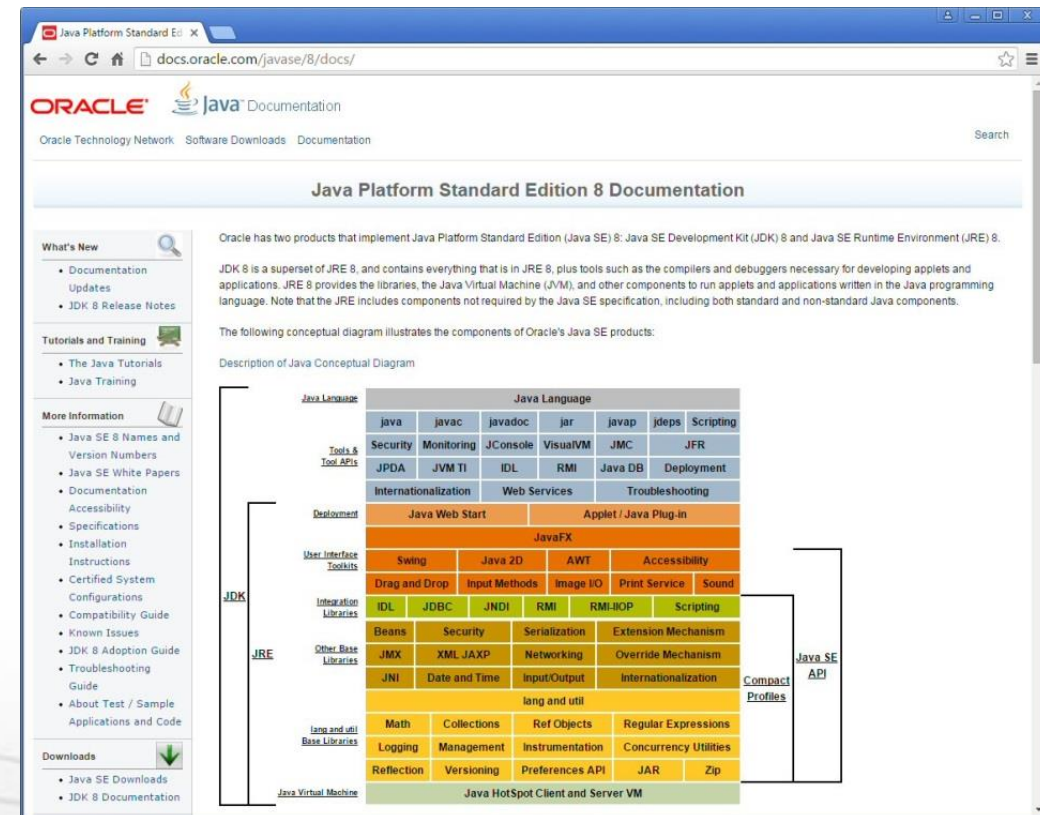 Java Platform Standard Ed
docs.oracle.com/javase/8/docs/
ORACLE Java Documentation
Oracle Technology Network Software Downloads Documentation
Search
Java Platform Standard Edition 8 Documentation
What's New
• Documentation
Updates
• JDK 8 Release Notes
Tutorials and Training
• The Java Tutorials
• Java Training
More Information
• Java SE 8 Names and
Version Numbers
• Java SE White Papers
• Documentation
Accessibility
• Specifications
• Installation
Instructions
• Certified System
Configurations
• Compatibility Guide
• Known Issues
• JDK 8 Adoption Guide
• Troubleshooting
Guide
• About Test / Sample
Applications and Code
Downloads
• Java SE Downloads
• JDK 8 Documentation
Oracle has two products that implement Java Platform Standard Edition (Java SE) 8: Java SE Development Kit (JDK) 8 and Java SE Runtime Environment (JRE) 8.
JDK 8 is a superset of JRE 8, and contains everything that is in JRE 8, plus tools such as the compilers and debuggers necessary for developing applets and
applications. JRE 8 provides the libraries, the Java Virtual Machine (JVM), and other components to run applets and applications written in the Java programming
language. Note that the JRE includes components not required by the Java SE specification, including both standard and non-standard Java components.
The following conceptual diagram illustrates the components of Oracle's Java SE products:
Description of Java Conceptual Diagram
Java Language Java Language
java javac javadoc jar javap jdeps Scripting
Tools &
Tool APIs
Security Monitoring JConsole VisualVM JMC JFR
JPDA JVM TI IDL RMI Java DB Deployment
Internationalization Web Services Troubleshooting
Deployment Java Web Start Applet / Java Plug-in
JavaFX
User Interface
Toolkits
Swing Java 2D AWT Accessibility
Drag and Drop Input Methods Image I/O Print Service Sound
JDK
Integration
Libraries
IDL JDBC JNDI RMI RMI-IIOP Scripting
Beans Security Serialization Extension Mechanism
JRE
Other Base
Libraries
JMX XML JAXP Networking Override Mechanism
JNI Date and Time Input/Output Internationalization
Java SE
API
Compact
Profiles
lang and util
lang and util
Base Libraries
Math Collections Ref Objects Regular Expressions
Logging Management Instrumentation Concurrency Utilities
Reflection Versioning Preferences API JAR Zip
Java Virtual Machine Java HotSpot Client and Server VM